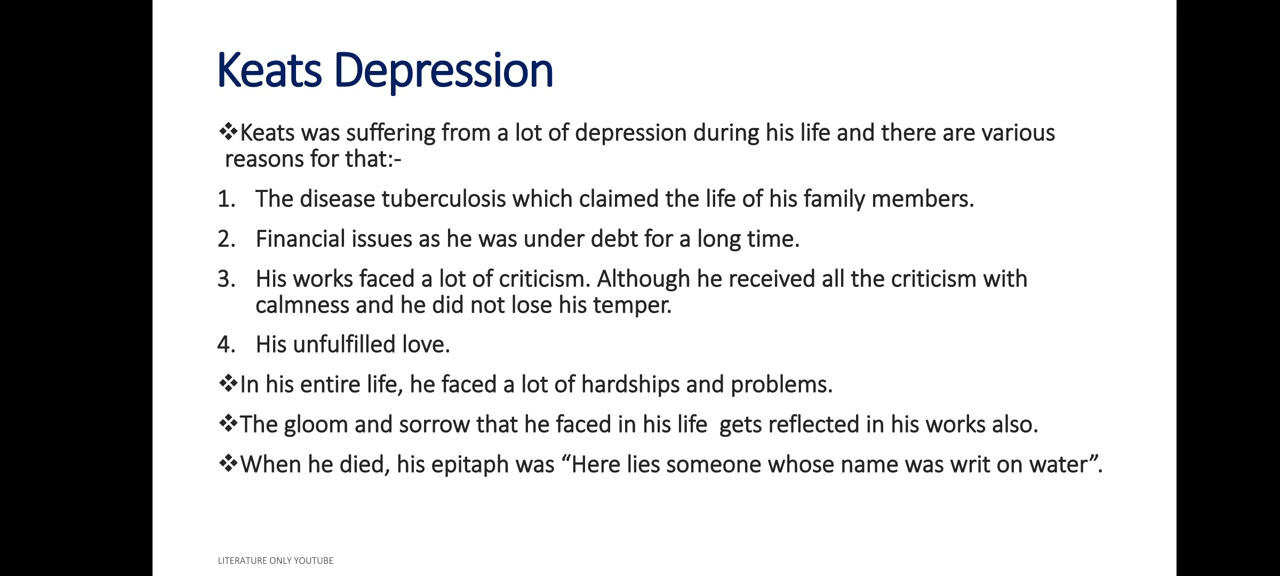 Keats Depression
❖Keats was suffering from a lot of depression during his life and there are various
reasons for that:-
1. The disease tuberculosis which claimed the life of his family members.
2. Financial issues as he was under debt for a long time.
3. His works faced a lot of criticism. Although he received all the criticism with
calmness and he did not lose his temper.
4. His unfulfilled love.
❖In his entire life, he faced a lot of hardships and problems.
❖The gloom and sorrow that he faced in his life  gets reflected in his works also.
❖When he died, his epitaph was “Here lies someone whose name was writ on water”.
LITERATURE ONLY YOUTUBE